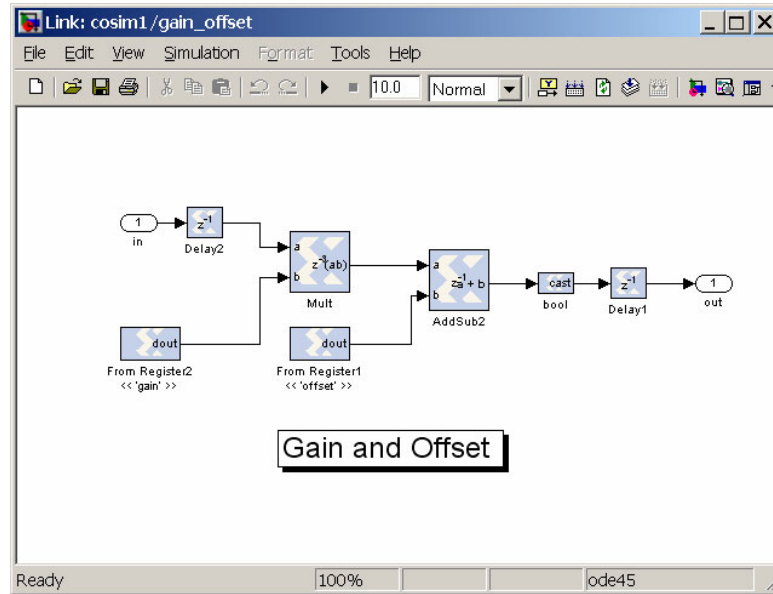 Link: cosim1/gain_offset
File Edit View Simulation Format Tools Help
10.0 Normal
1
in
z-1
Delay2
a
b
z-3(ab)
Mult
a
b
z-1 a + b
AddSub2
cast
bool
z-1
Delay1
1
out
dout
From Register2
<< 'gain' >>
dout
From Register1
<< 'offset' >>
Gain and Offset
Ready 100% ode45